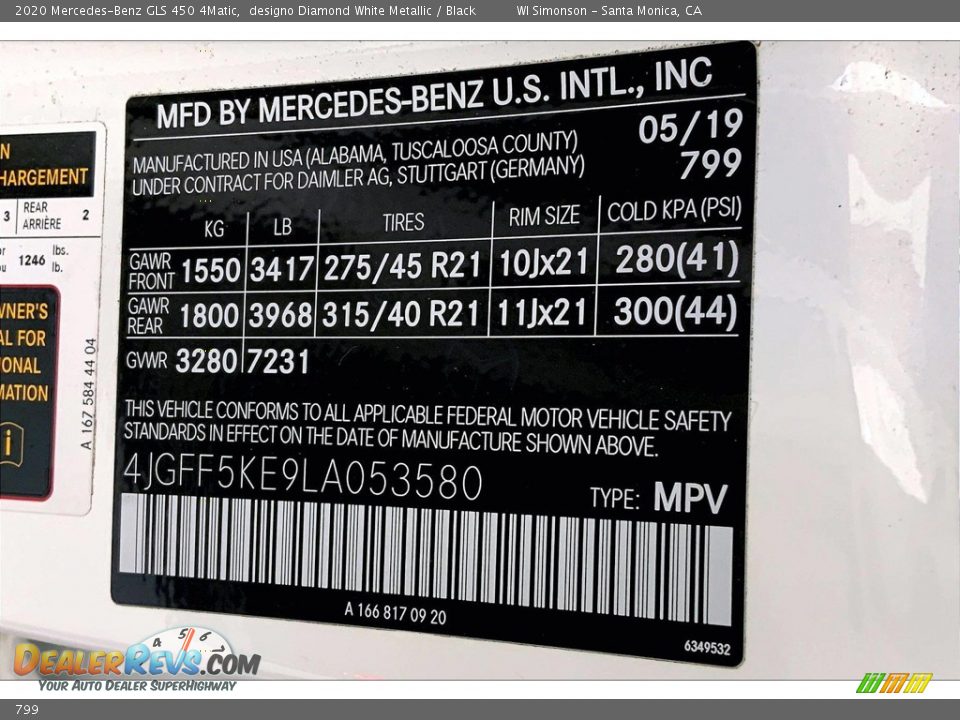 2020 Mercedes-Benz GLS 450 4Matic, designo Diamond White Metallic / Black WI Simonson - Santa Monica, CA
MFD BY MERCEDES-BENZ U.S. INTL., INC
MANUFACTURED IN USA (ALABAMA, TUSCALOOSA COUNTY) 05/19
UNDER CONTRACT FOR DAIMLER AG, STUTTGART (GERMANY) 799
KG LB TIRES RIM SIZE COLD KPA (PSI)
GAWR FRONT 1550 3417 275/45 R21 10Jx21 280(41)
GAWR REAR 1800 3968 315/40 R21 11Jx21 300(44)
GVWR 3280 7231
THIS VEHICLE CONFORMS TO ALL APPLICABLE FEDERAL MOTOR VEHICLE SAFETY
STANDARDS IN EFFECT ON THE DATE OF MANUFACTURE SHOWN ABOVE.
4JGFF5KE9LA053580
TYPE: MPV
A 166 817 09 20
6349532
HARGEMENT
3 REAR 2
ARRIÈRE
1246 lbs.
lb.
WNER'S
AL FOR
IONAL
MATION
i
A 167 584 44 04
4 5 6
DEALERREVS.COM
YOUR AUTO DEALER SUPERHIGHWAY
799